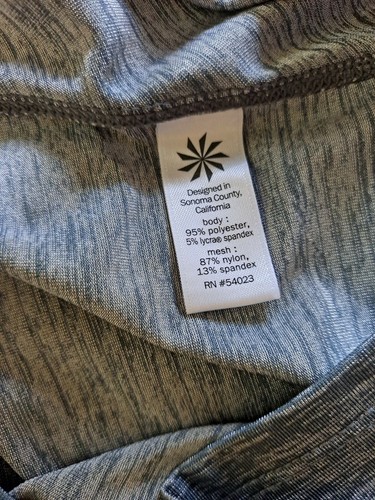 Designed in
Sonoma County,
California
body :
95% polyester,
5% lycra® spandex
mesh :
87% nylon,
13% spandex
RN #54023